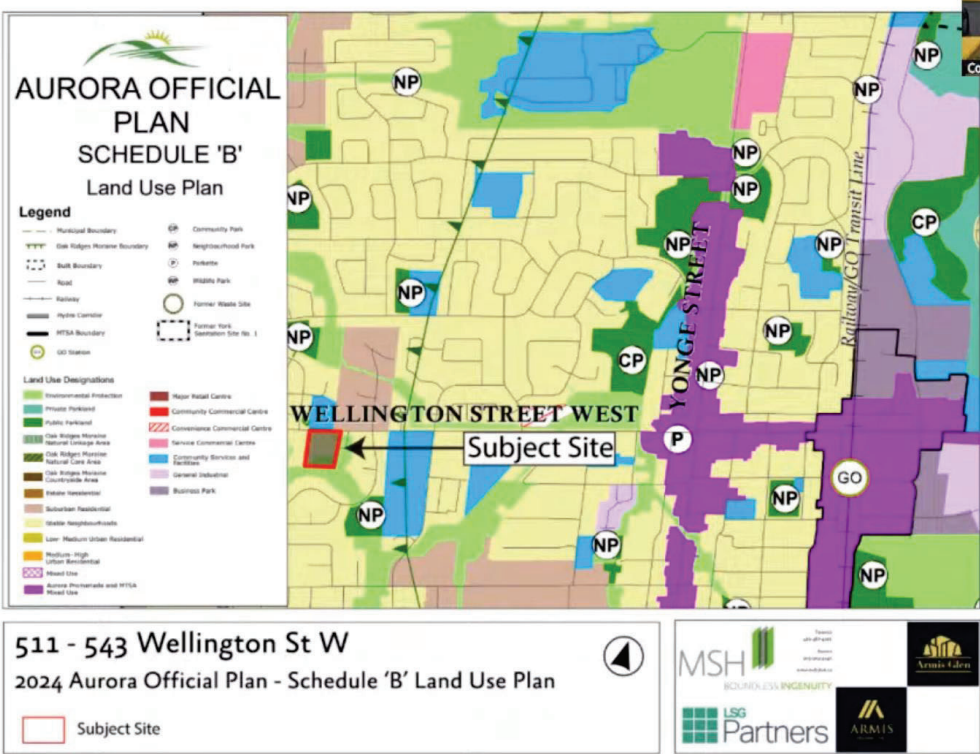 AURORA OFFICIAL
PLAN
SCHEDULE 'B'
Land Use Plan
Legend
Municipal Boundary
Oak Ridges Moraine Boundary
Built Boundary
Road
Railway
Hydro Corridor
MTSA Boundary
GO Station
CP
Community Park
NP
Neighbourhood Park
P
Parkette
Wildlife Park
Former Waste Site
Former York
Sanitation Site No. 1
Land Use Designations
Environmental Protection
Private Parkland
Public Parkland
Oak Ridges Moraine
Natural Linkage Area
Oak Ridges Moraine
Natural Core Area
Oak Ridges Moraine
Countryside Area
Estate Residential
Suburban Residential
Stable Neighbourhoods
Low- Medium Urban Residential
Medium- High
Urban Residential
Mixed Use
Aurora Promenade and MTSA
Mixed Use
Major Retail Centre
Community Commercial Centre
Convenience Commercial Centre
Service Commercial Centre
Community Services and
Facilities
General Industrial
Business Park
NP
NP
NP
Co
NP
NP
NP
NP
NP
CP
NP
NP
NP
CP
NP
YONGE STREET
Railway/GO Transit Line
WELLINGTON STREET WEST
Subject Site
P
GO
NP
NP
NP
NP
511 - 543 Wellington St W
2024 Aurora Official Plan - Schedule 'B' Land Use Plan
Subject Site
MSH
BOUNDLESS INGENUITY
LSG
Partners
Armis Glen
ARMIS